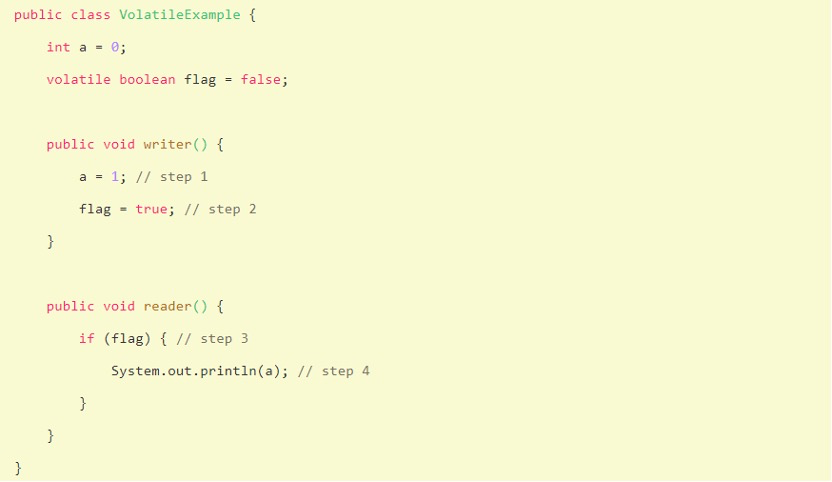 public class VolatileExample {
    int a = 0;
    volatile boolean flag = false;
    public void writer() {
        a = 1; // step 1
        flag = true; // step 2
    }
    public void reader() {
        if (flag) { // step 3
            System.out.println(a); // step 4
        }
    }
}